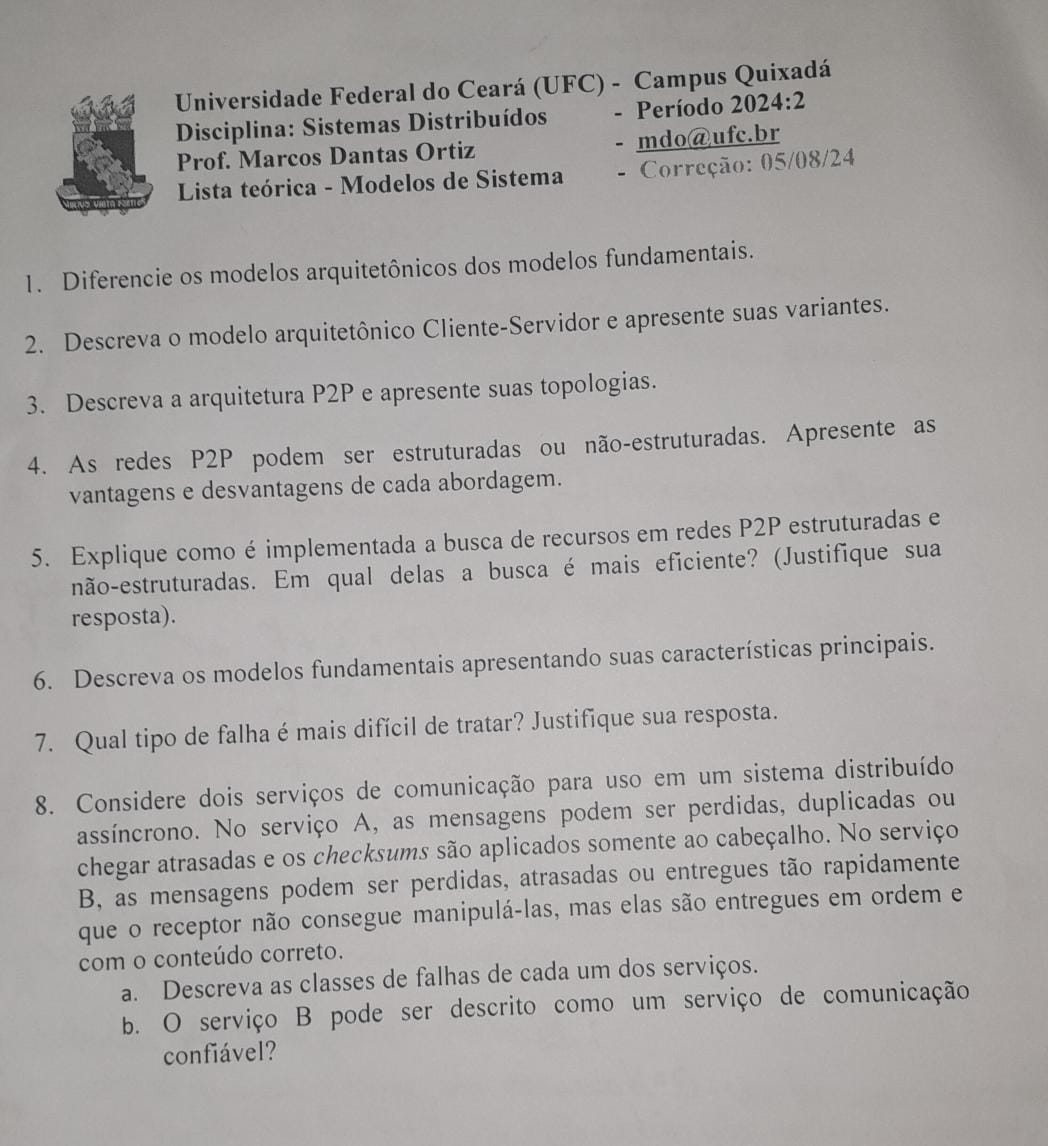 Universidade Federal do Ceará (UFC) - Campus Quixadá
Disciplina: Sistemas Distribuídos - Período 2024:2
Prof. Marcos Dantas Ortiz - mdo@ufc.br
Lista teórica - Modelos de Sistema - Correção: 05/08/24
1. Diferencie os modelos arquitetônicos dos modelos fundamentais.
2. Descreva o modelo arquitetônico Cliente-Servidor e apresente suas variantes.
3. Descreva a arquitetura P2P e apresente suas topologias.
4. As redes P2P podem ser estruturadas ou não-estruturadas. Apresente as
vantagens e desvantagens de cada abordagem.
5. Explique como é implementada a busca de recursos em redes P2P estruturadas e
não-estruturadas. Em qual delas a busca é mais eficiente? (Justifique sua
resposta).
6. Descreva os modelos fundamentais apresentando suas características principais.
7. Qual tipo de falha é mais difícil de tratar? Justifique sua resposta.
8. Considere dois serviços de comunicação para uso em um sistema distribuído
assíncrono. No serviço A, as mensagens podem ser perdidas, duplicadas ou
chegar atrasadas e os checksums são aplicados somente ao cabeçalho. No serviço
B, as mensagens podem ser perdidas, atrasadas ou entregues tão rapidamente
que o receptor não consegue manipulá-las, mas elas são entregues em ordem e
com o conteúdo correto.
a. Descreva as classes de falhas de cada um dos serviços.
b. O serviço B pode ser descrito como um serviço de comunicação
confiável?